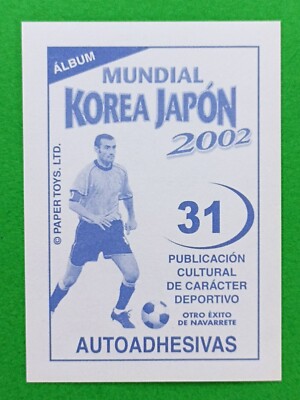 ÁLBUM
MUNDIAL
KOREA JAPÓN
2002
© PAPER TOYS. LTD.
31
PUBLICACIÓN
CULTURAL
DE CARÁCTER
DEPORTIVO
OTRO ÉXITO
DE NAVARRETE
AUTOADHESIVAS